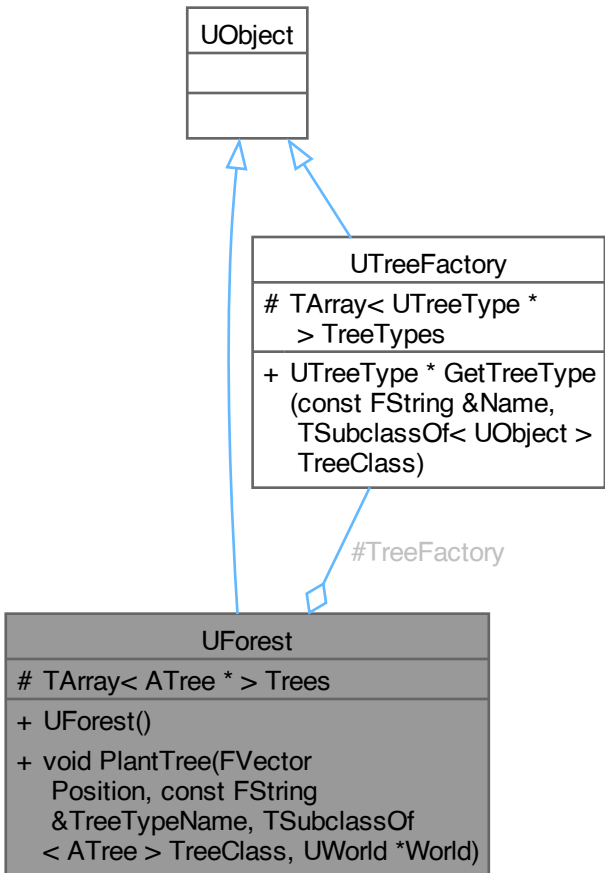 UObject
UTreeFactory
# TArray< UTreeType *
> TreeTypes
+ UTreeType * GetTreeType
(const FString &Name,
TSubclassOf< UObject >
TreeClass)
#TreeFactory
UForest
# TArray< ATree * > Trees
+ UForest()
+ void PlantTree(FVector
Position, const FString
&TreeTypeName, TSubclassOf
< ATree > TreeClass, UWorld *World)